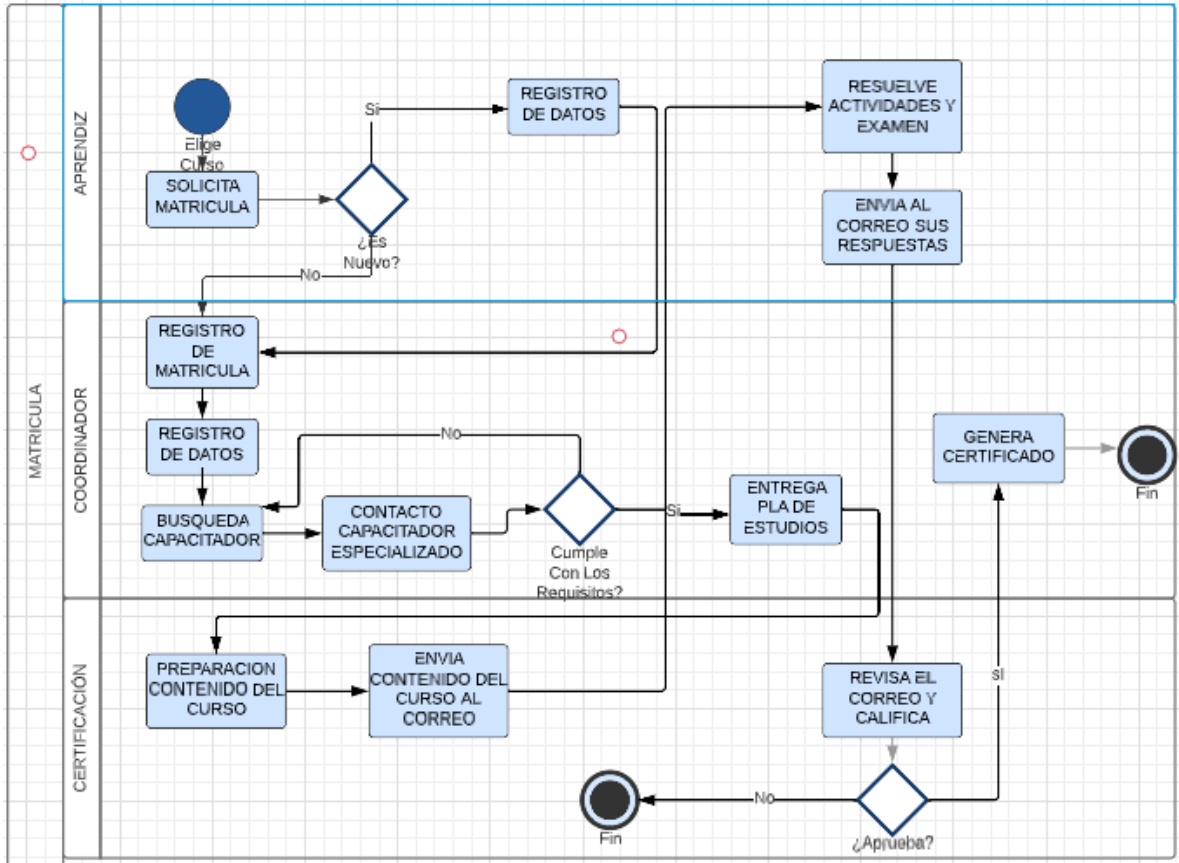 MATRICULA
APRENDIZ
Elige
Curso
SOLICITA
MATRICULA
¿Es
Nuevo?
Si
No
REGISTRO
DE DATOS
RESUELVE
ACTIVIDADES Y
EXAMEN
ENVIA AL
CORREO SUS
RESPUESTAS
COORDINADOR
REGISTRO
DE
MATRICULA
REGISTRO
DE DATOS
BUSQUEDA
CAPACITADOR
CONTACTO
CAPACITADOR
ESPECIALIZADO
No
Cumple
Con Los
Requisitos?
Si
ENTREGA
PLA DE
ESTUDIOS
GENERA
CERTIFICADO
Fin
CERTIFICACIÓN
PREPARACION
CONTENIDO DEL
CURSO
ENVIA
CONTENIDO DEL
CURSO AL
CORREO
REVISA EL
CORREO Y
CALIFICA
si
¿Aprueba?
No
Fin